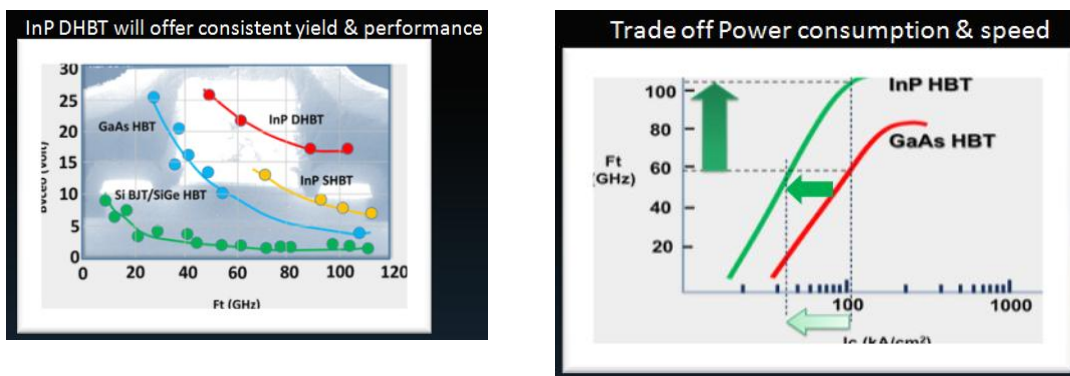 InP DHBT will offer consistent yield & performance
30
25
20
15
10
5
0
GaAs HBT
InP DHBT
InP SHBT
Si BJT/SiGe HBT
0 20 40 60 80 100 120
Ft (GHz)
Trade off Power consumption & speed
100
80
60
40
20
Ft
GHz)
InP HBT
GaAs HBT
100 1000